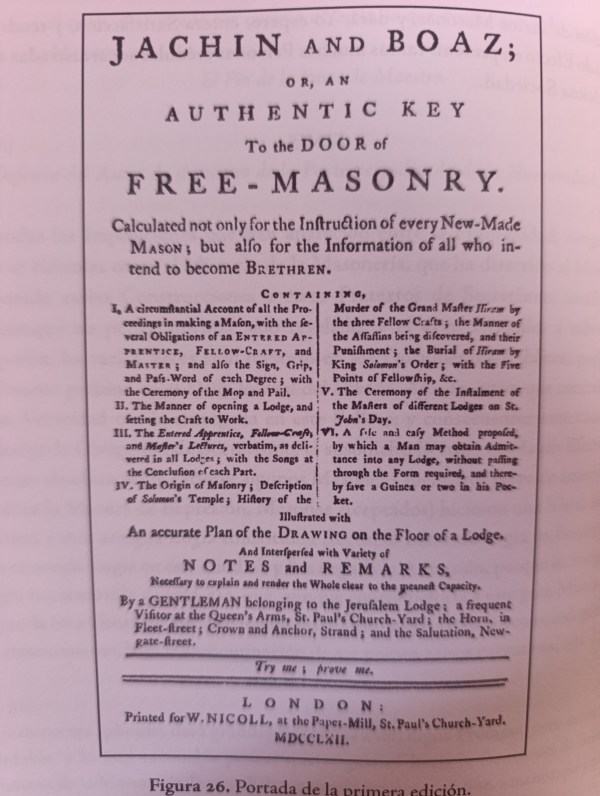 JACHIN AND BOAZ;
OR, AN
AUTHENTIC KEY
To the DOOR of
FREE-MASONRY.
Calculated not only for the Inſtruction of every New-Made
MASON; but alſo for the Information of all who in-
tend to become BRETHREN.
CONTAINING,
I. A circumſtantial Account of all the Pro-
ceedings in making a Maſon, with the ſe-
veral Obligations of an ENTERED AP-
PRENTICE, FELLOW-CRAFT, and
MASTER; and alſo the Sign, Grip,
and Paſs-Word of each Degree; with
the Ceremony of the Mop and Pail.
II. The Manner of opening a Lodge, and
ſetting the Craft to Work.
III. The Entered Apprentice, Fellow-Craft,
and Maſter's Lectures, verbatim, as deli-
vered in all Lodges; with the Songs at
the Concluſion of each Part.
IV. The Origin of Maſonry; Deſcription
of Solomon's Temple; Hiſtory of the
Murder of the Grand Maſter Hiram by
the three Fellow Crafts; the Manner of
the Aſſaſſins being diſcovered, and their
Puniſhment; the Burial of Hiram by
King Solomon's Order; with the Five
Points of Fellowſhip, &c.
V. The Ceremony of the Inſtalment of
the Maſters of different Lodges on St.
John's Day.
VI. A ſafe and eaſy Method propoſed,
by which a Man may obtain Admit-
tance into any Lodge, without paſſing
through the Form required, and there-
by ſave a Guinea or two in his Poc-
ket.
Illuſtrated with
An accurate Plan of the DRAWING on the Floor of a Lodge.
And Interſperſed with Variety of
NOTES and REMARKS,
Neceſſary to explain and render the Whole clear to the meaneſt Capacity.
By a GENTLEMAN belonging to the Jeruſalem Lodge; a frequent
Viſitor at the Queen's Arms, St. Paul's Church-Yard; the Horn, in
Fleet-ſtreet; Crown and Anchor, Strand; and the Salutation, New-
gate-ſtreet.
Try me; prove me.
LONDON:
Printed for W. NICOLL, at the Paper-Mill, St. Paul's Church-Yard.
MDCCLXII.
Figura 26. Portada de la primera edición.